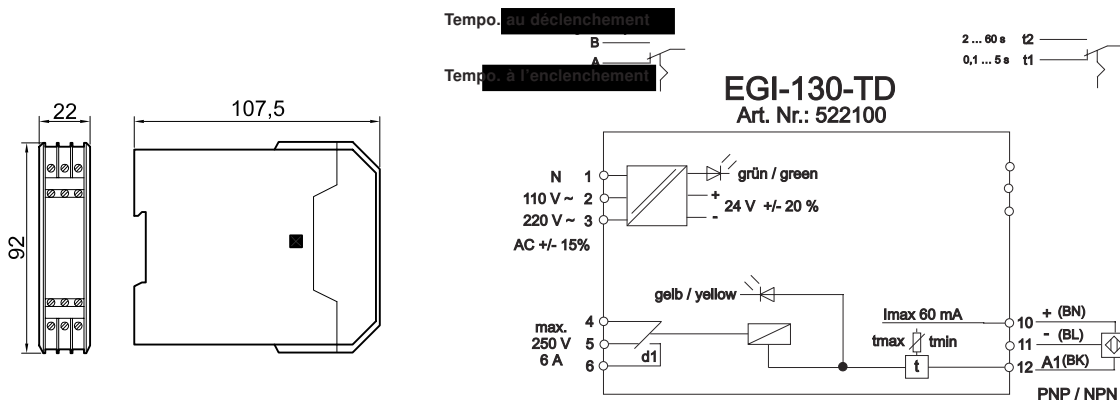 Tempo. au déclenchement
B
A
Tempo. à l'enclenchement
2 ... 60 s t2
0,1 ... 5 s t1
EGI-130-TD
Art. Nr.: 522100
22
107,5
92
N 1
110 V ~ 2
220 V ~ 3
AC +/- 15%
grün / green
+
24 V +/- 20 %
-
gelb / yellow
max.
250 V
6 A
4
5
6
d1
Imax 60 mA
tmax tmin
t
10 + (BN)
11 - (BL)
12 A1(BK)
PNP / NPN